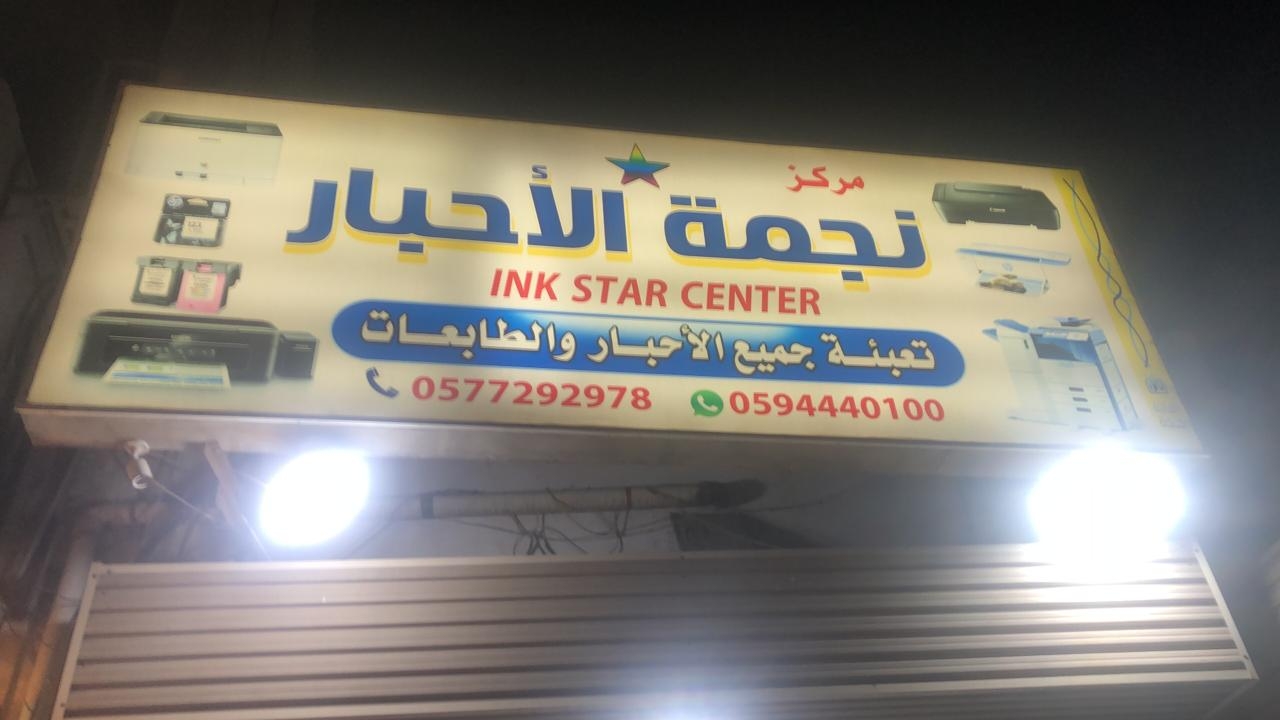 مركز
نجمة الأحبار
INK STAR CENTER
تعبئة جميع الأحبار والطابعات
0577292978 0594440100